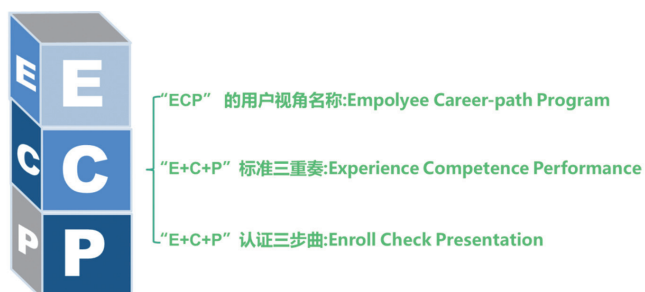 E
E
"ECP" 的用户视角名称:Empolyee Career-path Program
C
C
"E+C+P" 标准三重奏:Experience Competence Performance
P
P
"E+C+P" 认证三步曲:Enroll Check Presentation